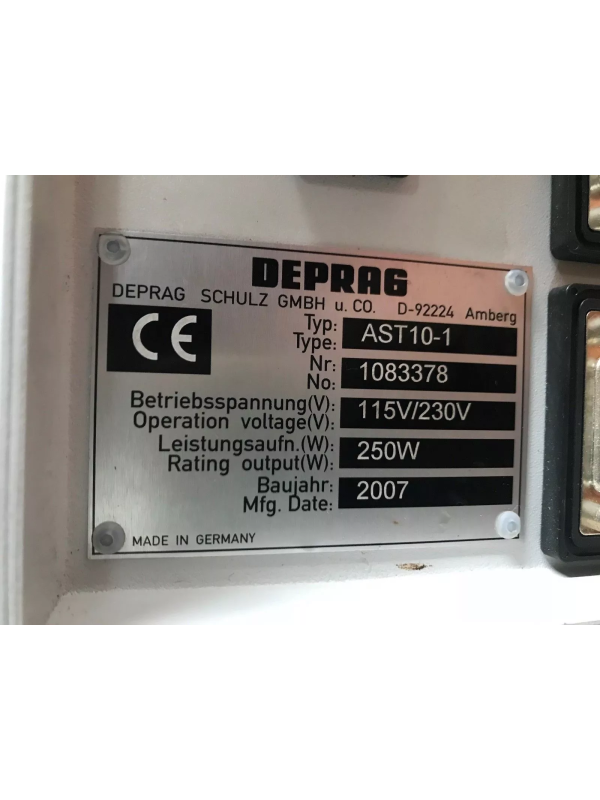 DEPRAG
DEPRAG SCHULZ GMBH u. CO. D-92224 Amberg
CE
Typ:
Type: AST10-1
Nr:
No: 1083378
Betriebsspannung(V):
Operation voltage(V): 115V/230V
Leistungsaufn.(W):
Rating output(W): 250W
Baujahr:
Mfg. Date: 2007
MADE IN GERMANY